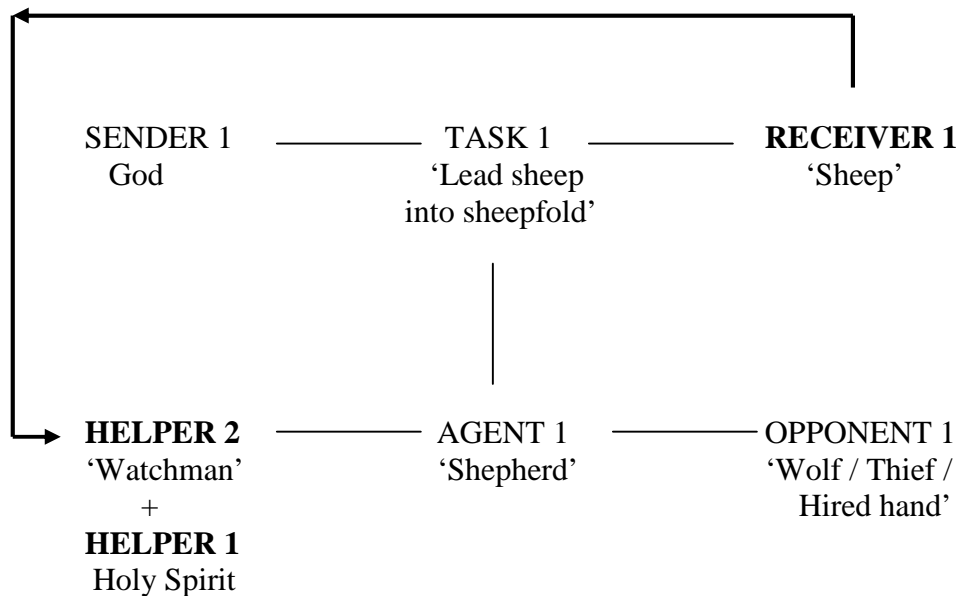 SENDER 1 TASK 1 RECEIVER 1
God ‘Lead sheep ‘Sheep’
into sheepfold’
HELPER 2 AGENT 1 OPPONENT 1
‘Watchman’ ‘Shepherd’ ‘Wolf / Thief /
+ Hired hand’
HELPER 1
Holy Spirit